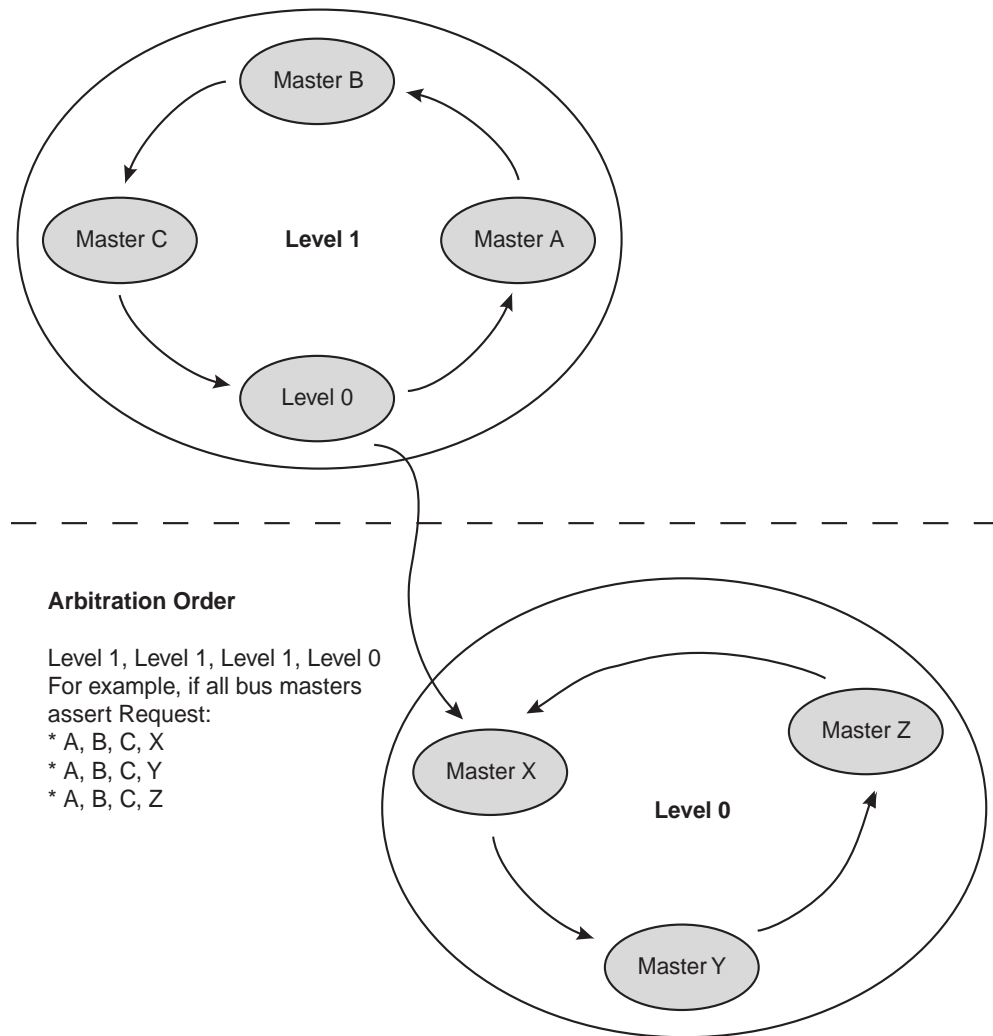 Master B
Master C
Level 1
Master A
Level 0
Arbitration Order
Level 1, Level 1, Level 1, Level 0
For example, if all bus masters
assert Request:
* A, B, C, X
* A, B, C, Y
* A, B, C, Z
Master Z
Master X
Level 0
Master Y